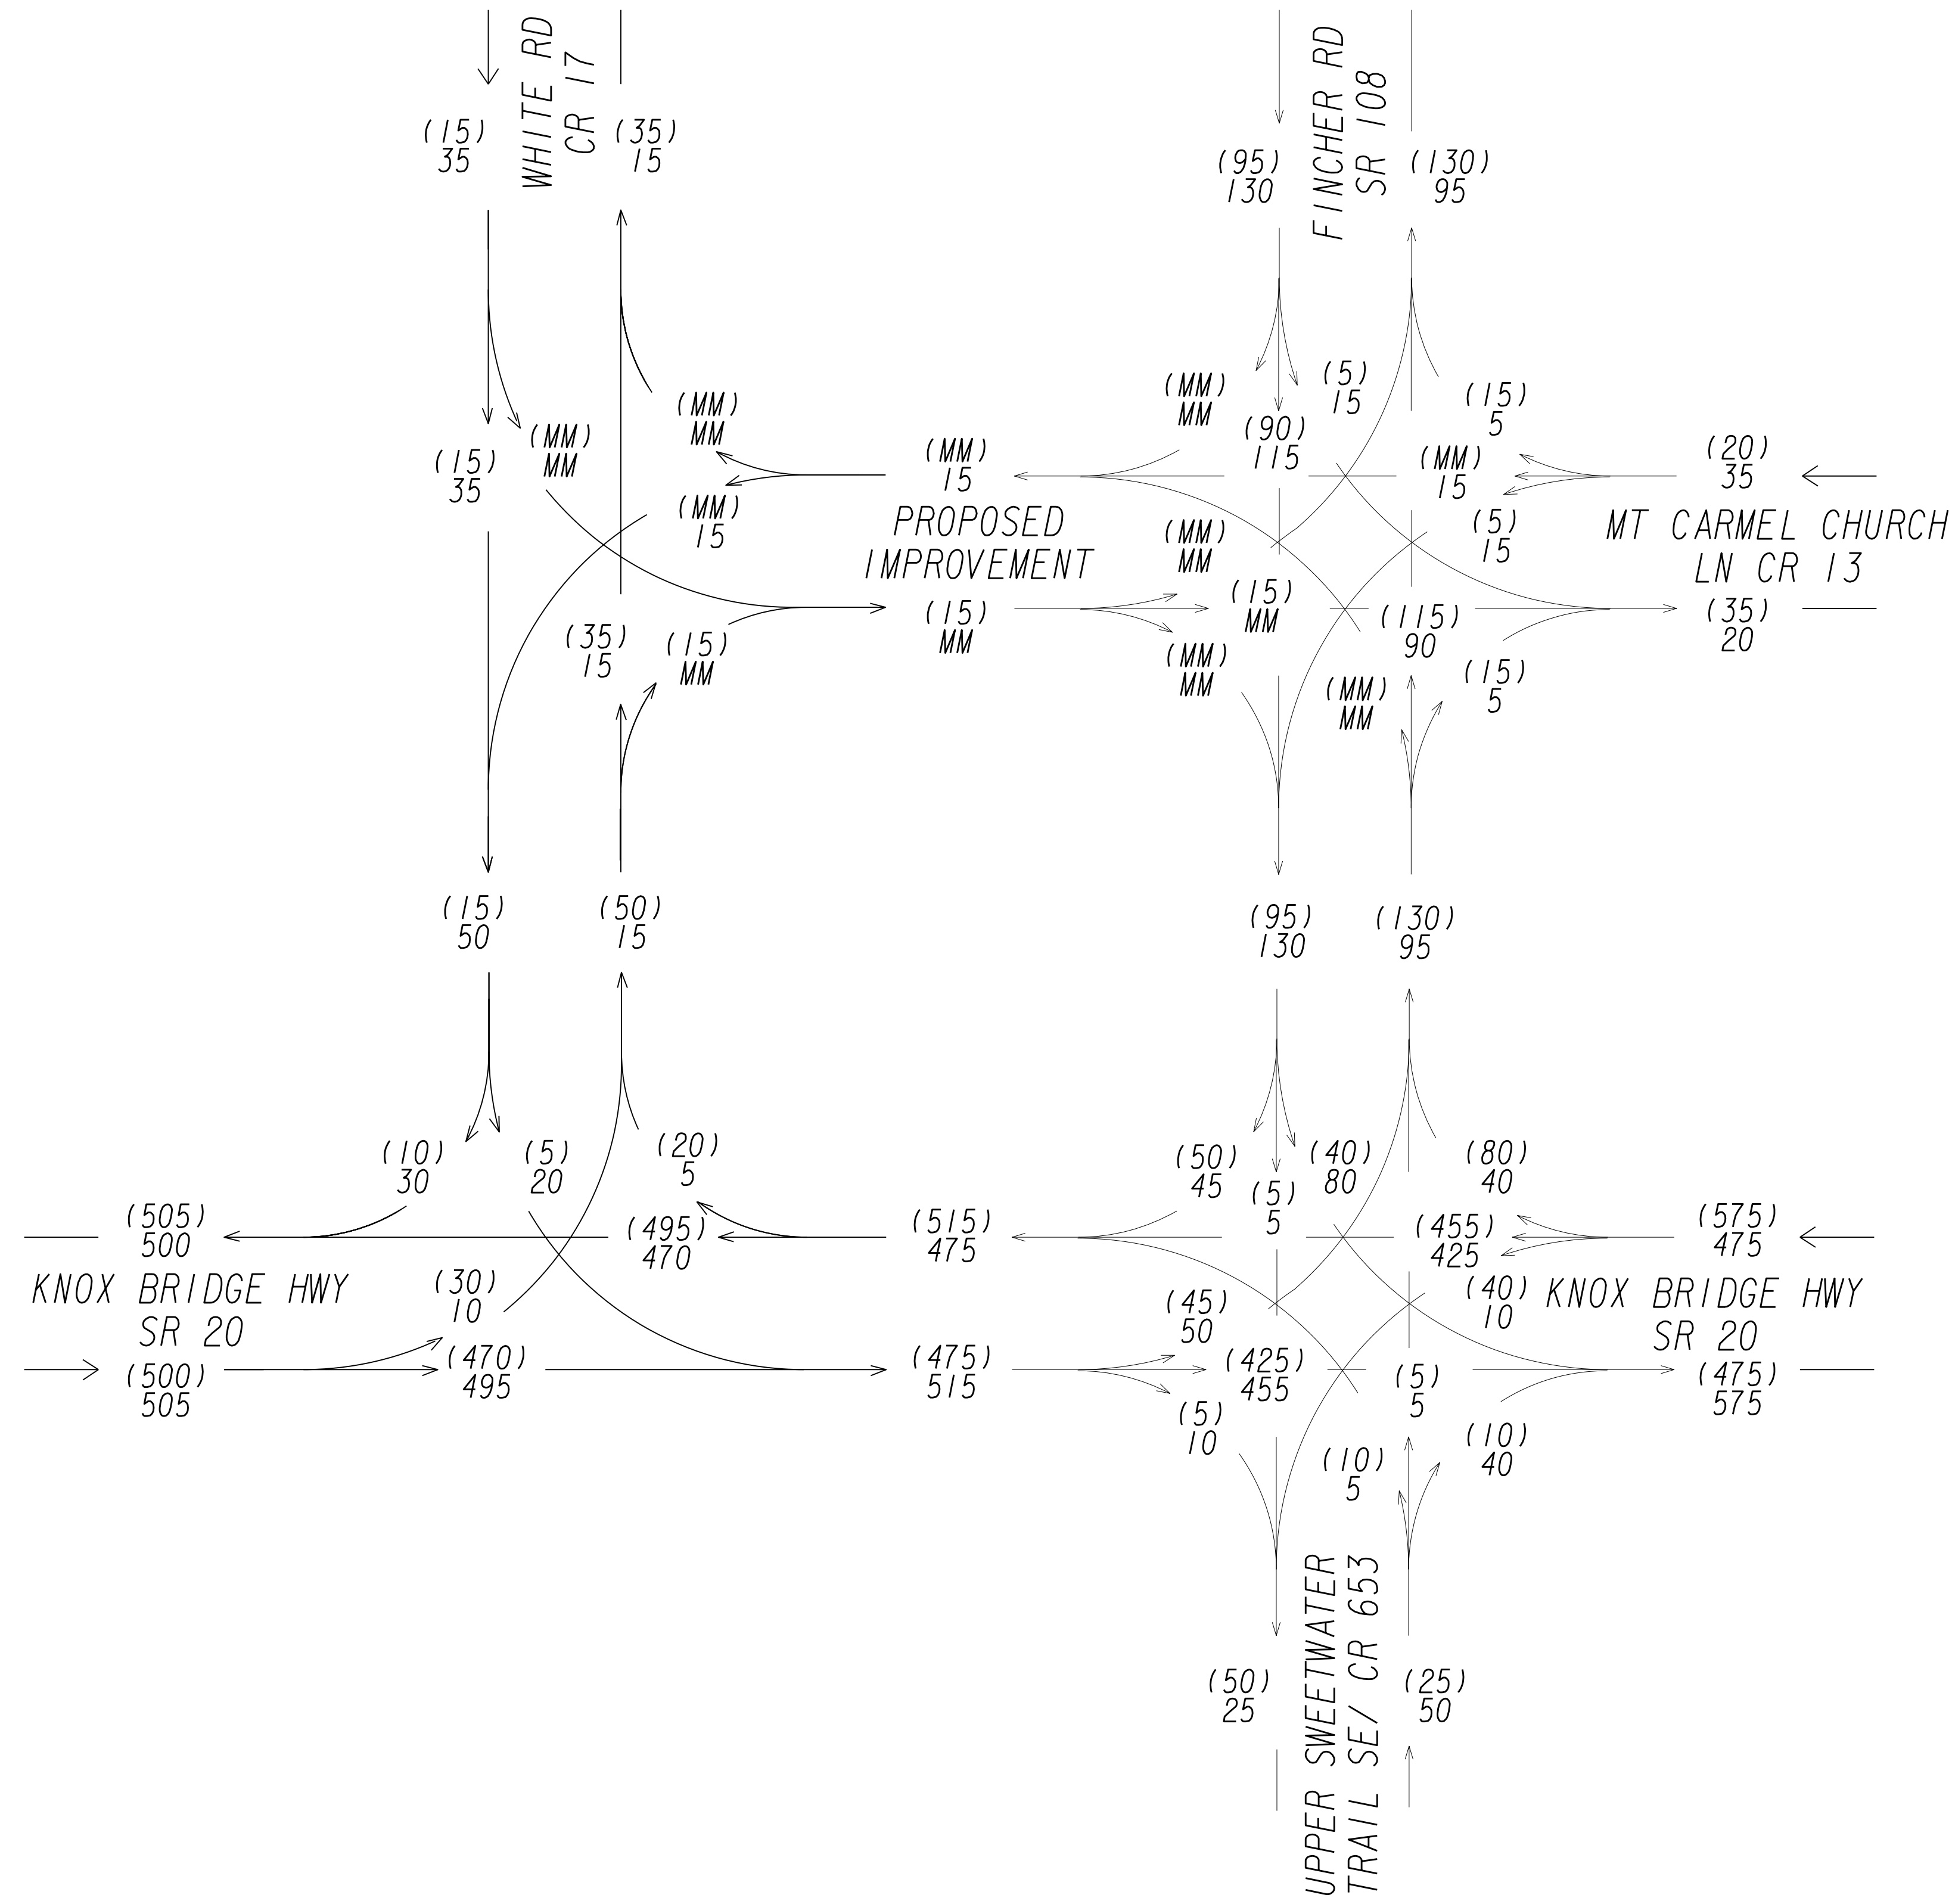 WHITE RD
CR 17
FINCHER RD
SR 108
(15)
35
(35)
15
(95)
130
(130)
95
(MM)
MM
(5)
15
(15)
5
(MM)
MM
(90)
115
(MM)
MM
(15)
35
(MM)
15
(MM)
15
(20)
35
(MM)
15
(5)
15
PROPOSED
IMPROVEMENT
MT CARMEL CHURCH
LN CR 13
(MM)
MM
(15)
MM
(15)
MM
(115)
90
(35)
20
(35)
15
(15)
MM
(MM)
MM
(15)
5
(MM)
MM
(15)
50
(50)
15
(95)
130
(130)
95
(10)
30
(5)
20
(20)
5
(50)
45
(40)
80
(80)
40
(5)
5
(505)
500
(495)
470
(515)
475
(455)
425
(575)
475
KNOX BRIDGE HWY
SR 20
(30)
10
(45)
50
(40)
10
KNOX BRIDGE HWY
SR 20
(500)
505
(470)
495
(475)
515
(425)
455
(5)
5
(475)
575
(5)
10
(10)
5
(10)
40
UPPER SWEETWATER
TRAIL SE/ CR 653
(50)
25
(25)
50